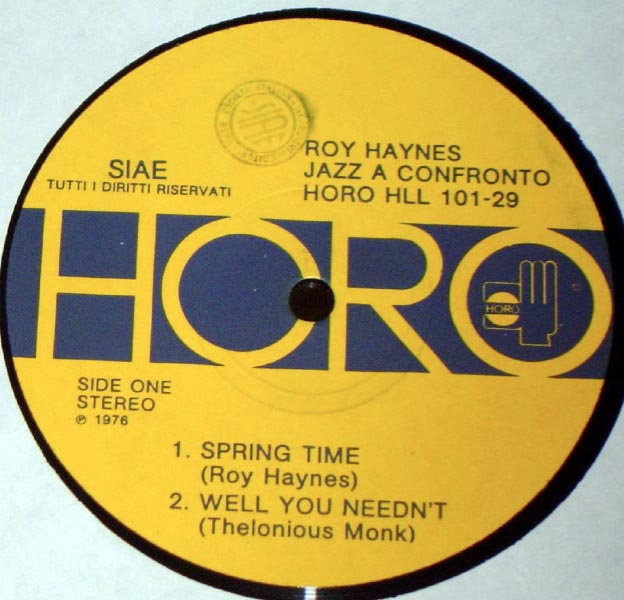 SIAE
TUTTI I DIRITTI RISERVATI
ROY HAYNES
JAZZ A CONFRONTO
HORO HLL 101-29
HORO
HORO
SIDE ONE
STEREO
℗ 1976
1. SPRING TIME
(Roy Haynes)
2. WELL YOU NEEDN'T
(Thelonious Monk)